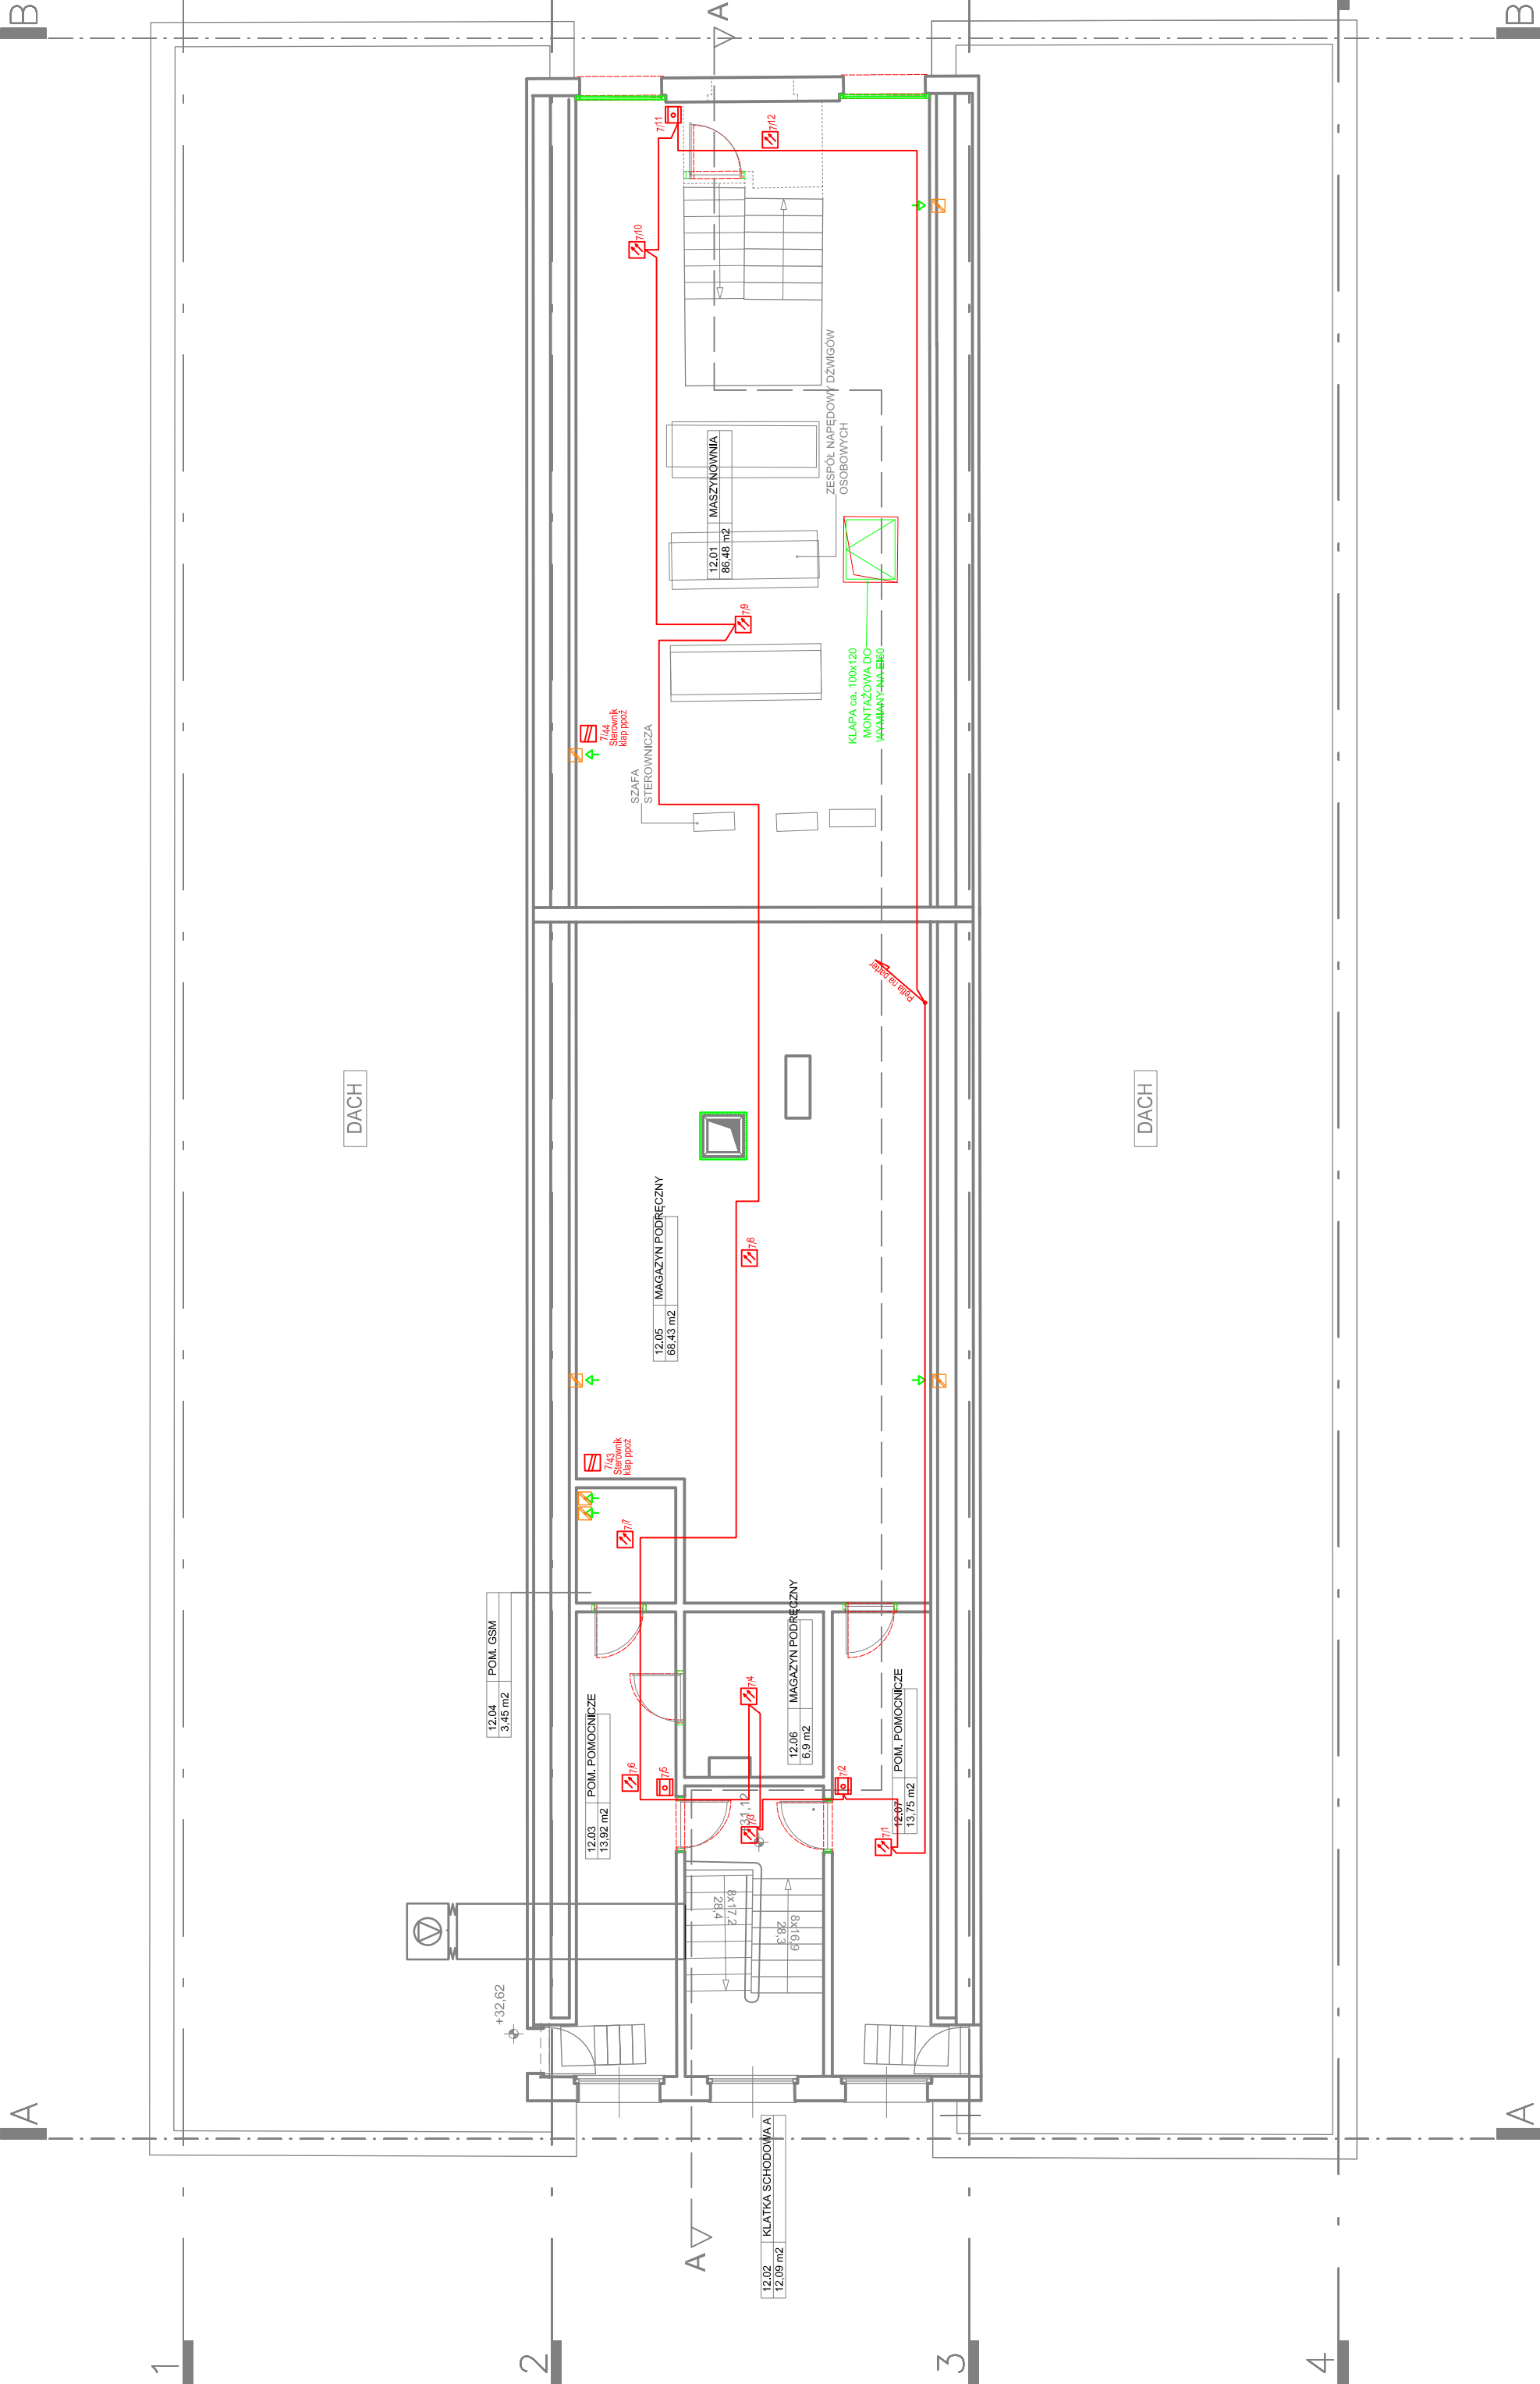 B
A
B
7/11
7/12
7/10
ZESPÓŁ NAPĘDOWY DŹWIGÓW
OSOBOWYCH
12.01 MASZYNOWNIA
86,48 m2
7/9
KLAPA ca. 100x120
MONTAŻOWA DO
WYMIANY NA EI60
7/44
Sterownik
klap ppoż
SZAFA
STEROWNICZA
Pętla na parter
DACH
DACH
12.05 MAGAZYN PODRĘCZNY
68,43 m2
7/8
7/43
Sterownik
klap ppoż
7/7
12.04 POM. GSM
3,45 m2
12.06 MAGAZYN PODRĘCZNY
6,9 m2
12.03 POM. POMOCNICZE
13,92 m2
12.07 POM. POMOCNICZE
13,75 m2
7/4
7/6
7/5
7/2
7/3
7/1
8x17,2
28,4
8x16,9
28,3
+32,62
A
A
12.02 KLATKA SCHODOWA A
12,09 m2
A
1
2
3
4